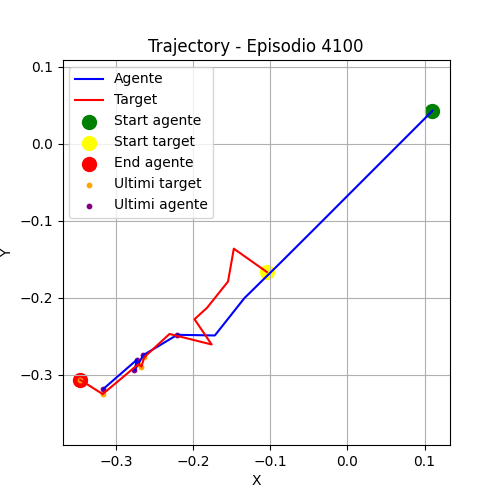 Trajectory - Episodio 4100
Agente
Target
Start agente
Start target
End agente
Ultimi target
Ultimi agente
0.1
0.0
−0.1
−0.2
−0.3
Y
−0.3
−0.2
−0.1
0.0
0.1
X